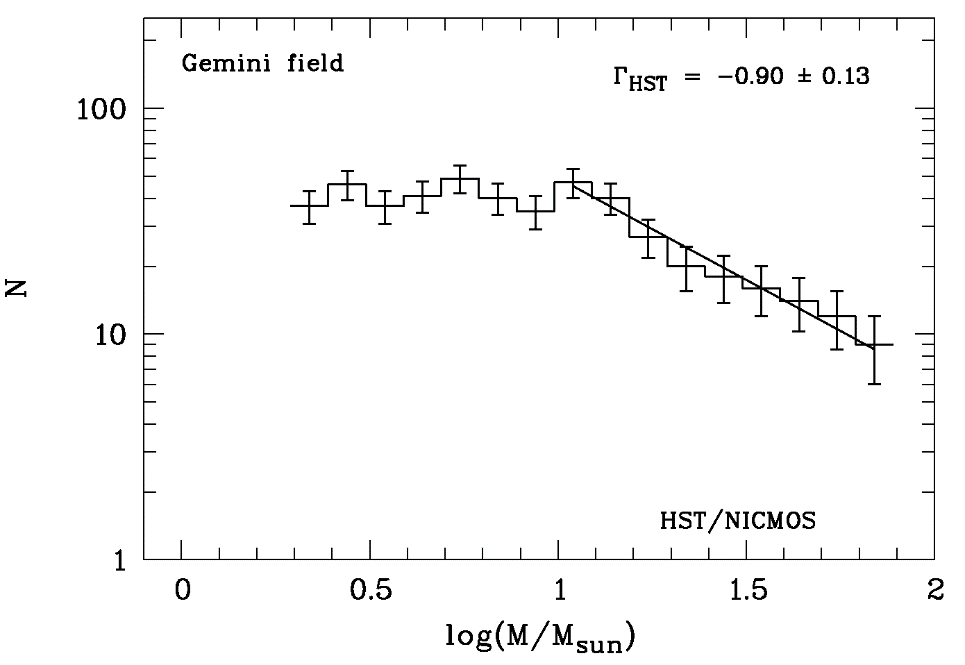 Gemini field
Γ_HST = −0.90 ± 0.13
100
10
1
N
HST/NICMOS
0 0.5 1 1.5 2
log(M/M_sun)